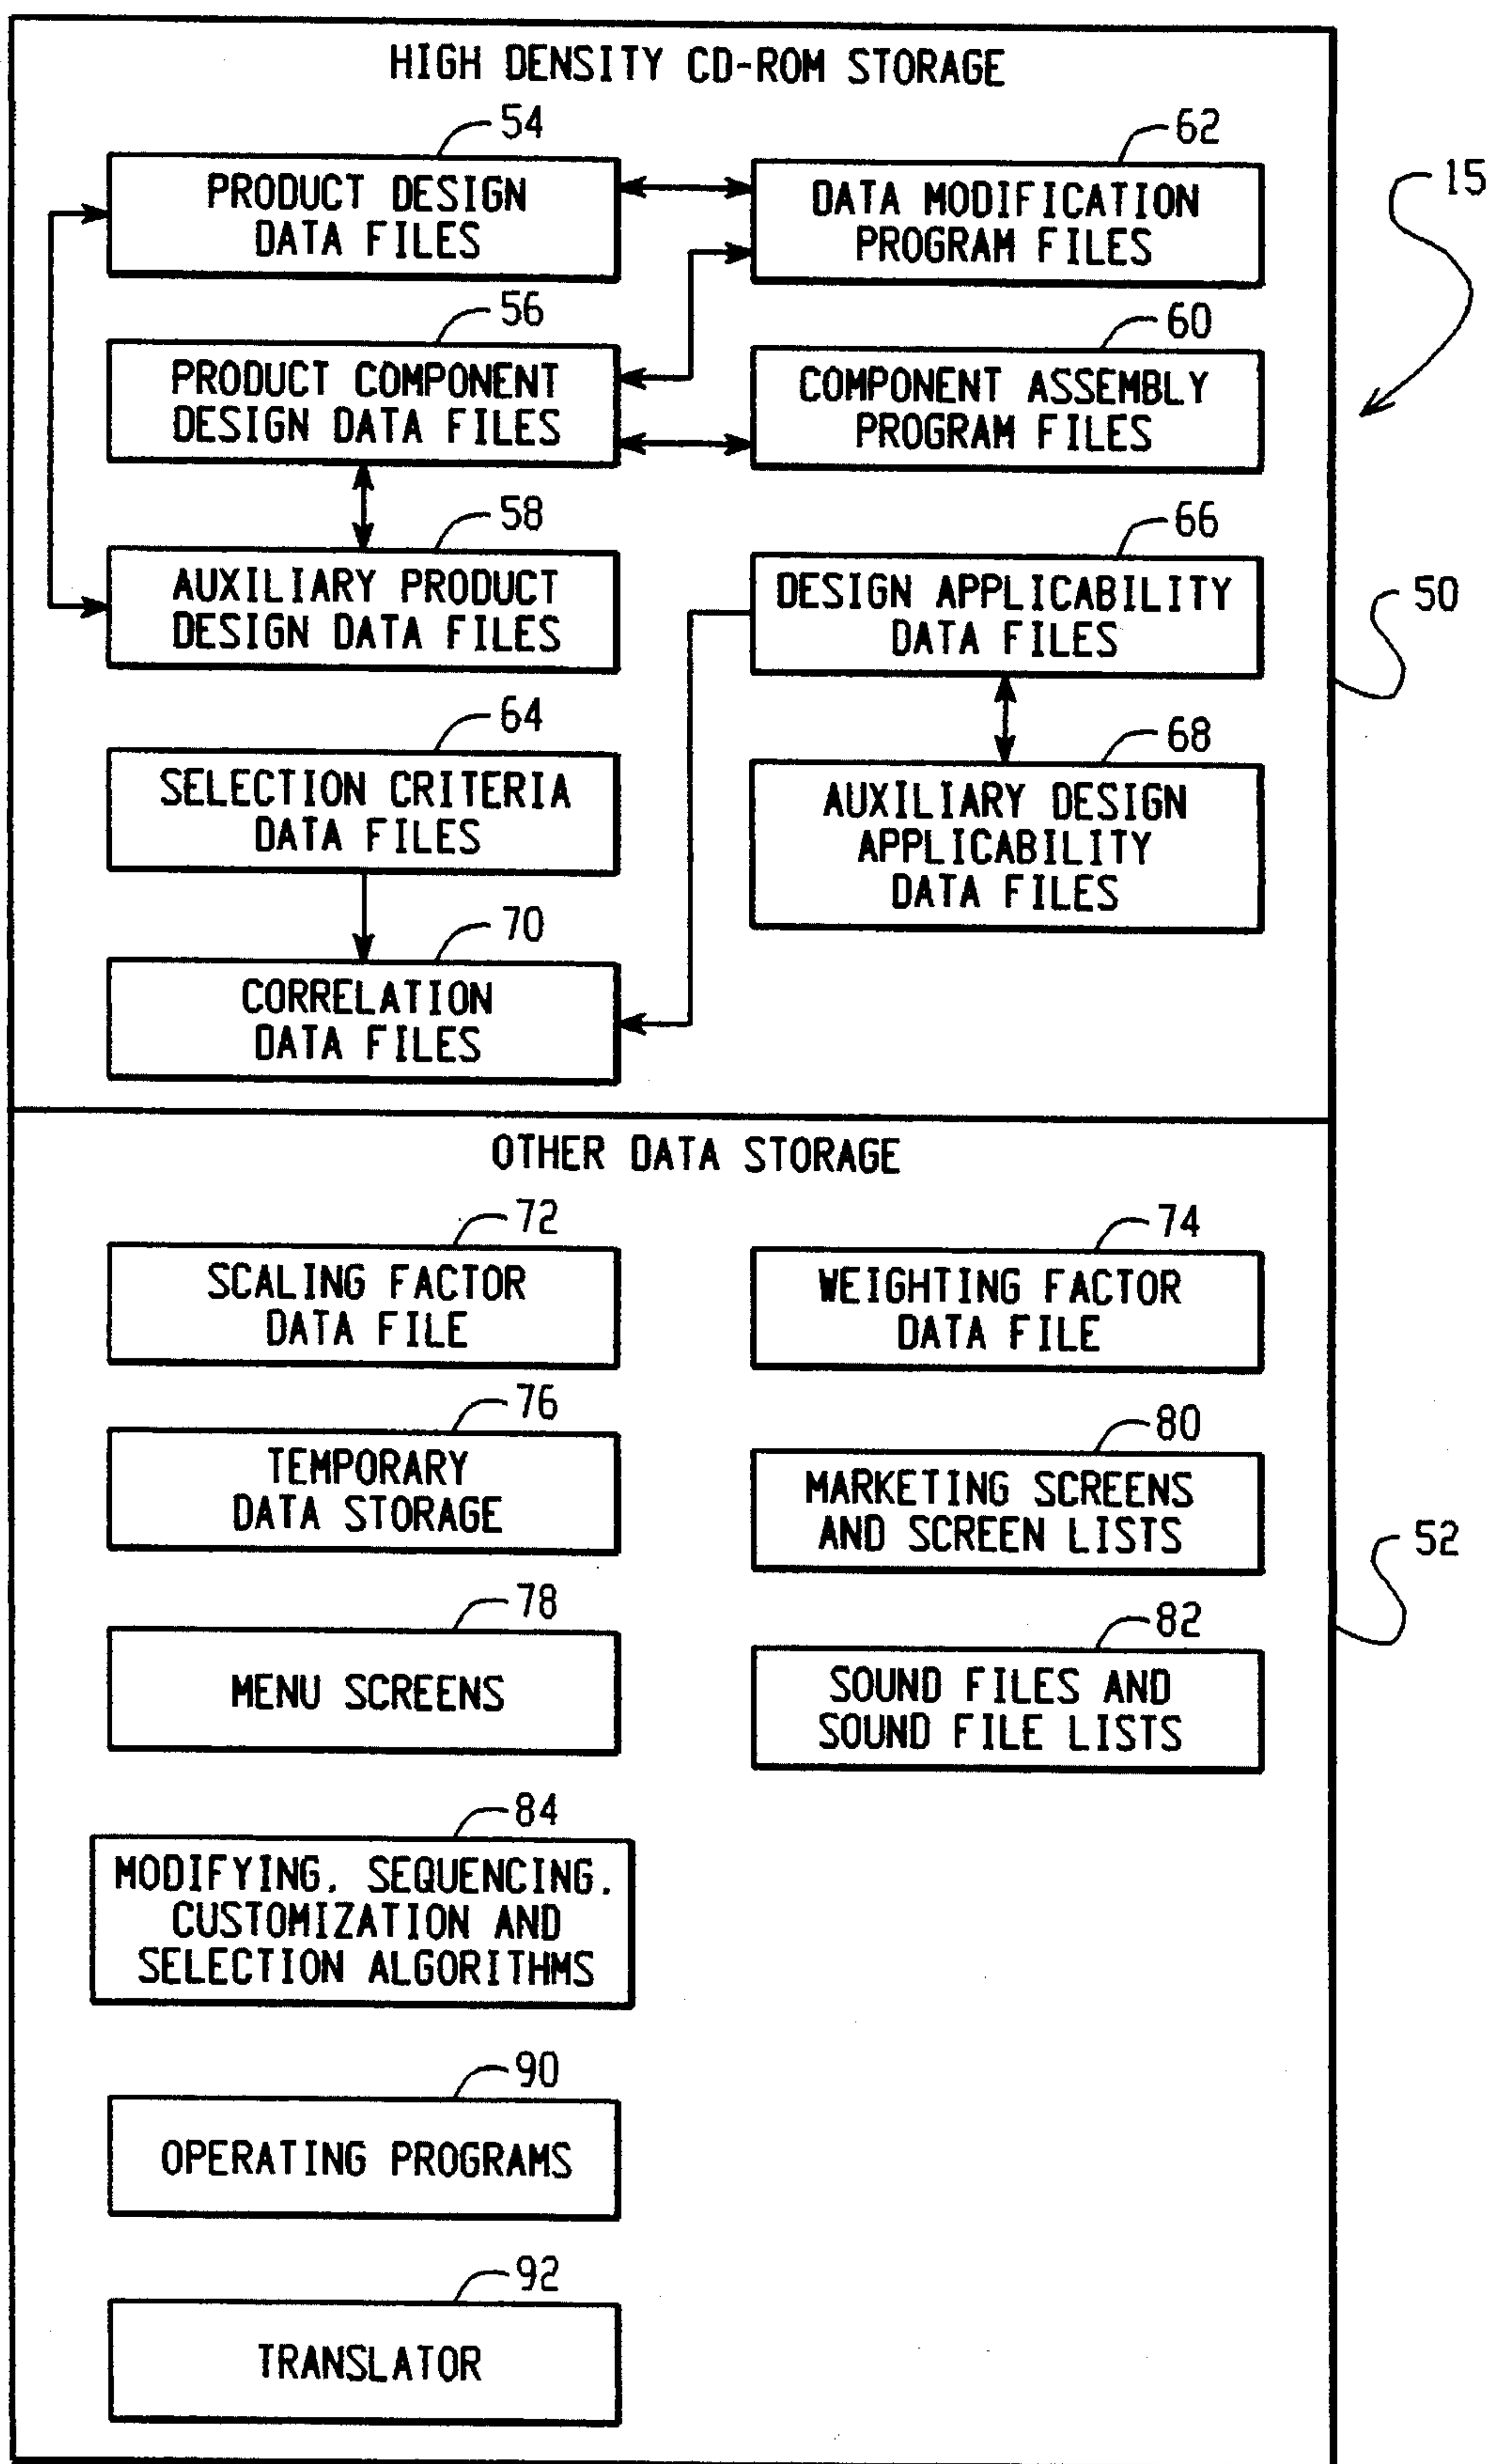 HIGH DENSITY CD-ROM STORAGE
54
PRODUCT DESIGN
DATA FILES
62
DATA MODIFICATION
PROGRAM FILES
15
56
PRODUCT COMPONENT
DESIGN DATA FILES
60
COMPONENT ASSEMBLY
PROGRAM FILES
58
AUXILIARY PRODUCT
DESIGN DATA FILES
66
DESIGN APPLICABILITY
DATA FILES
50
64
SELECTION CRITERIA
DATA FILES
68
AUXILIARY DESIGN
APPLICABILITY
DATA FILES
70
CORRELATION
DATA FILES
OTHER DATA STORAGE
72
SCALING FACTOR
DATA FILE
74
WEIGHTING FACTOR
DATA FILE
76
TEMPORARY
DATA STORAGE
80
MARKETING SCREENS
AND SCREEN LISTS
52
78
MENU SCREENS
82
SOUND FILES AND
SOUND FILE LISTS
84
MODIFYING, SEQUENCING,
CUSTOMIZATION AND
SELECTION ALGORITHMS
90
OPERATING PROGRAMS
92
TRANSLATOR